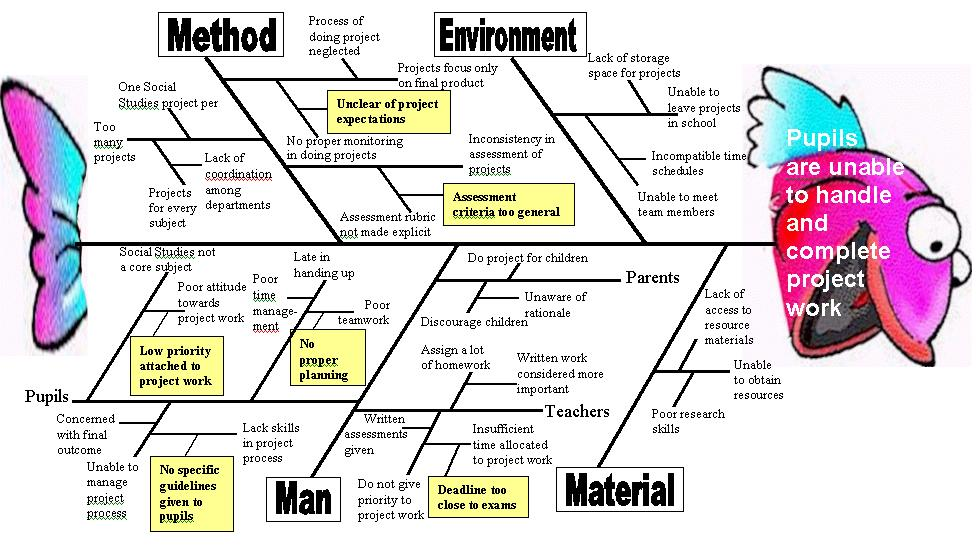 Method
Environment
Process of
doing project
neglected
Projects focus only
on final product
Unclear of project
expectations
One Social
Studies project per
Too
many
projects
Lack of
coordination
among
departments
Projects
for every
subject
No proper monitoring
in doing projects
Inconsistency in
assessment of
projects
Assessment
criteria too general
Assessment rubric
not made explicit
Lack of storage
space for projects
Unable to
leave projects
in school
Incompatible time
schedules
Unable to meet
team members
Pupils
are unable
to handle
and
complete
project
work
Social Studies not
a core subject
Poor attitude
towards
project work
Low priority
attached to
project work
Late in
handing up
Poor
time
manage-
ment
Poor
teamwork
No
proper
planning
Pupils
Concerned
with final
outcome
Unable to
manage
project
process
Lack skills
in project
process
No specific
guidelines
given to
pupils
Do project for children
Parents
Unaware of
rationale
Discourage children
Assign a lot
of homework
Written work
considered more
important
Teachers
Written
assessments
given
Insufficient
time allocated
to project work
Do not give
priority to
project work
Deadline too
close to exams
Man
Lack of
access to
resource
materials
Unable
to obtain
resources
Poor research
skills
Material